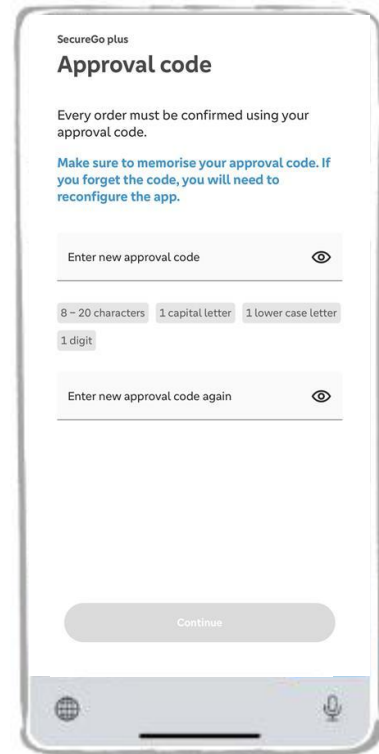 SecureGo plus
Approval code
Every order must be confirmed using your
approval code.
Make sure to memorise your approval code. If
you forget the code, you will need to
reconfigure the app.
Enter new approval code
8 – 20 characters 1 capital letter 1 lower case letter
1 digit
Enter new approval code again
Continue